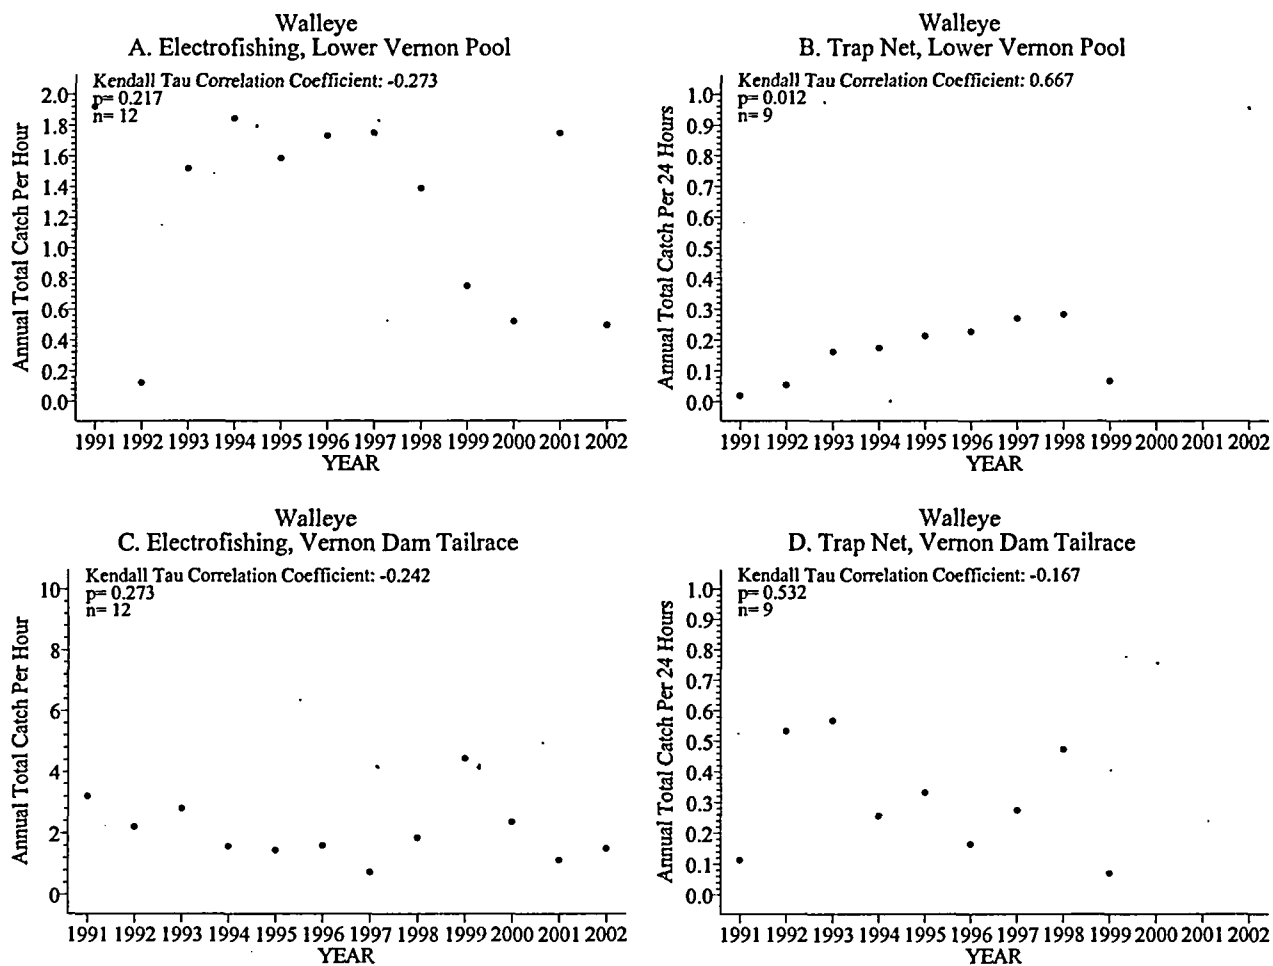 Walleye
A. Electrofishing, Lower Vernon Pool
Kendall Tau Correlation Coefficient: -0.273
p= 0.217
n= 12
Annual Total Catch Per Hour
2.0
1.8
1.6
1.4
1.2
1.0
0.8
0.6
0.4
0.2
0.0
1991 1992 1993 1994 1995 1996 1997 1998 1999 2000 2001 2002
YEAR
Walleye
B. Trap Net, Lower Vernon Pool
Kendall Tau Correlation Coefficient: 0.667
p= 0.012
n= 9
Annual Total Catch Per 24 Hours
1.0
0.9
0.8
0.7
0.6
0.5
0.4
0.3
0.2
0.1
0.0
1991 1992 1993 1994 1995 1996 1997 1998 1999 2000 2001 2002
YEAR
Walleye
C. Electrofishing, Vernon Dam Tailrace
Kendall Tau Correlation Coefficient: -0.242
p= 0.273
n= 12
Annual Total Catch Per Hour
10
8
6
4
2
0
1991 1992 1993 1994 1995 1996 1997 1998 1999 2000 2001 2002
YEAR
Walleye
D. Trap Net, Vernon Dam Tailrace
Kendall Tau Correlation Coefficient: -0.167
p= 0.532
n= 9
Annual Total Catch Per 24 Hours
1.0
0.9
0.8
0.7
0.6
0.5
0.4
0.3
0.2
0.1
0.0
1991 1992 1993 1994 1995 1996 1997 1998 1999 2000 2001 2002
YEAR